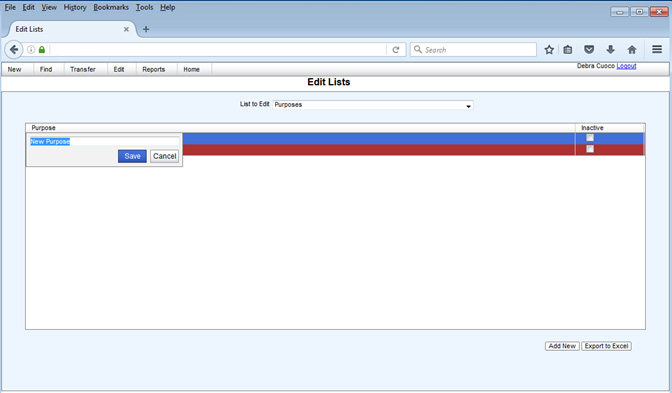 File Edit View History Bookmarks Tools Help
Edit Lists
Search
New Find Transfer Edit Reports Home
Debra Cuoco Logout
Edit Lists
List to Edit Purposes
Purpose Inactive
New Purpose
Save Cancel
Add New Export to Excel